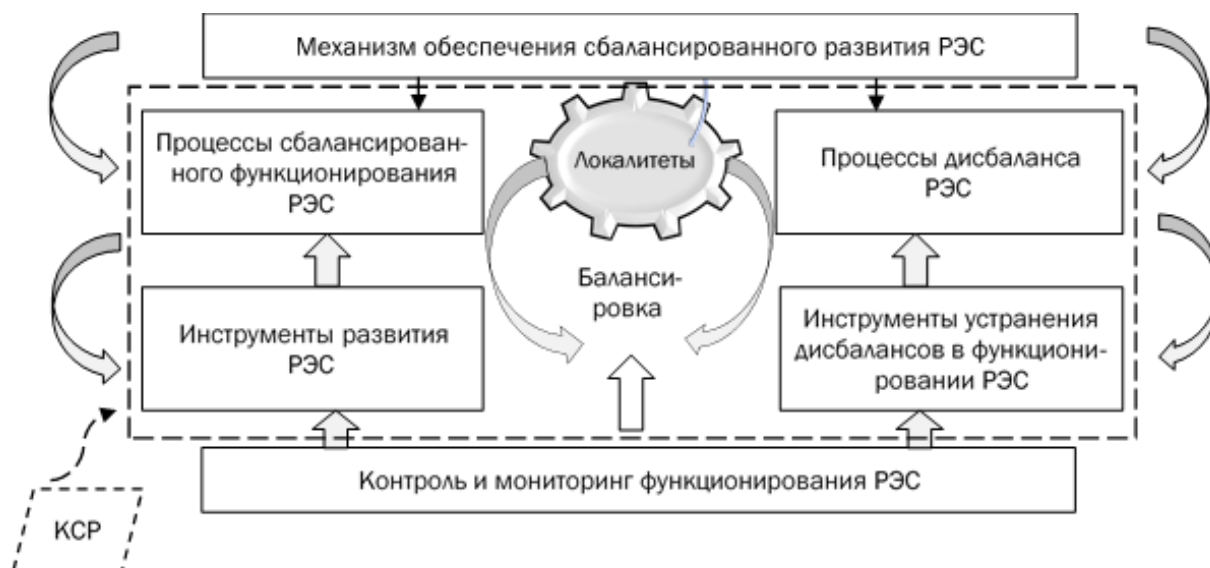 Механизм обеспечения сбалансированного развития РЭС
Процессы сбалансирован-
ного функционирования
РЭС
Локалитеты
Процессы дисбаланса
РЭС
Баланси-
ровка
Инструменты развития
РЭС
Инструменты устранения
дисбалансов в функциони-
ровании РЭС
Контроль и мониторинг функционирования РЭС
КСР